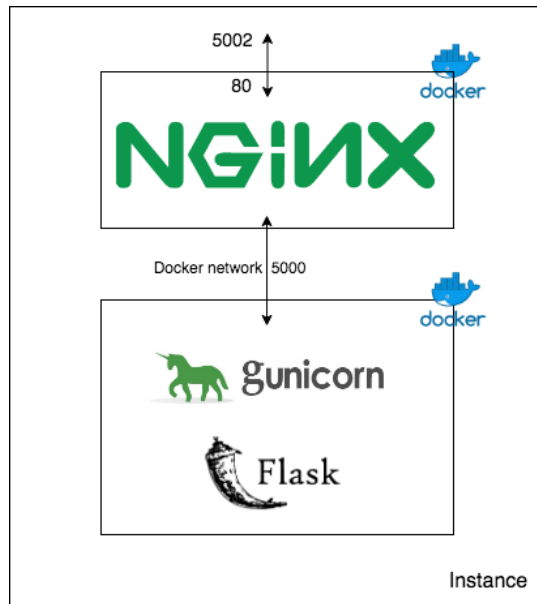 5002
80
docker
NGINX
Docker network 5000
docker
gunicorn
Flask
Instance